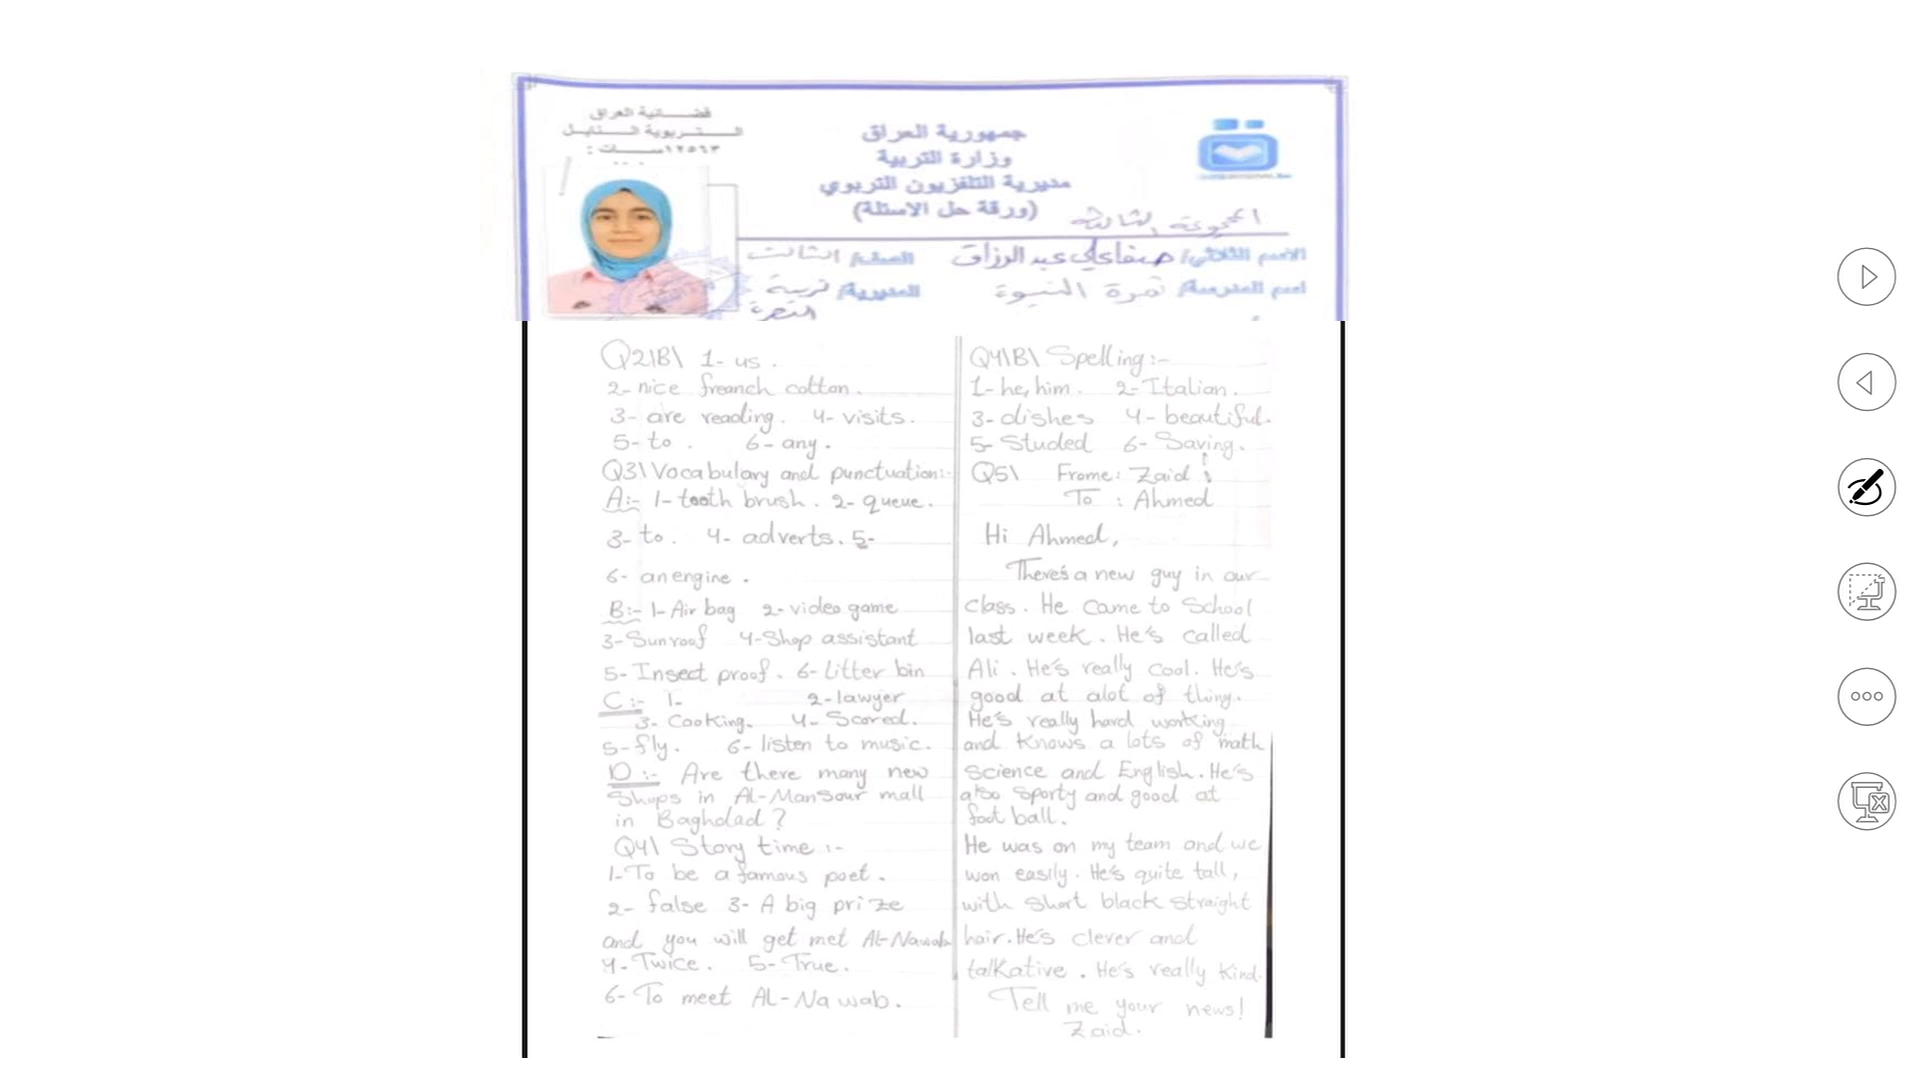 قضائية العراق
التربوية النايل
١٢٥٦٣سات :
جمهورية العراق
وزارة التربية
مديرية التلفزيون التربوي
(ورقة حل الاسئلة)
المجموعة الثالثة
الاسم الثلاثي/ صفا علي عبد الرزاق
الصف/ الثالث
اسم المدرسة/ ثمرة النبوة
المديرية/ تربية
Q2\B\ 1- us .
2- nice freanch cotton.
3- are reading. 4- visits.
5- to . 6- any.
Q3\ Vocabulary and punctuation:-
A:- 1- tooth brush. 2- queue.
3- to. 4- adverts. 5-
6- an engine .
B:- 1- Air bag 2- video game
3- Sunroof 4- Shop assistant
5- Insect proof. 6- Litter bin
C:- 1- 2- lawyer
3- Cooking. 4- Scored.
5- fly. 6- listen to music.
D:- Are there many new
Shops in Al-Mansour mall
in Baghdad?
Q4\ Story time :-
1- To be a famous poet.
2- false 3- A big prize
and you will get met Al-Nawab
4- Twice. 5- True.
6- To meet AL-Nawab.
Q4\B\ Spelling:-
1- he, him. 2- Italian.
3- dishes 4- beautiful.
5- Studed 6- Saving.
Q5\ Frome: Zaid
To : Ahmed
Hi Ahmed,
There's a new guy in our
class. He came to School
last week. He's called
Ali. He's really cool. He's
good at alot of thing.
He's really hard working
and knows a lots of math
Science and English. He's
also Sporty and good at
foot ball.
He was on my team and we
won easily. He's quite tall,
with Short black straight
hair. He's clever and
talkative. He's really kind.
Tell me your news!
Zaid.